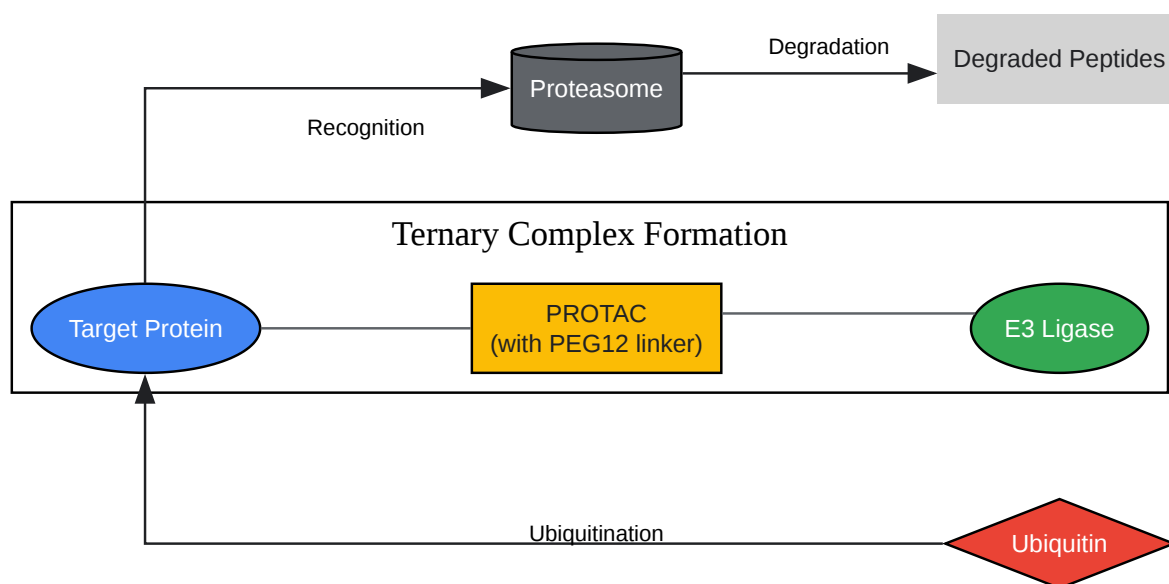 Degradation
Degraded Peptides
Proteasome
Recognition
Ternary Complex Formation
Target Protein
PROTAC
(with PEG12 linker)
E3 Ligase
Ubiquitination
Ubiquitin